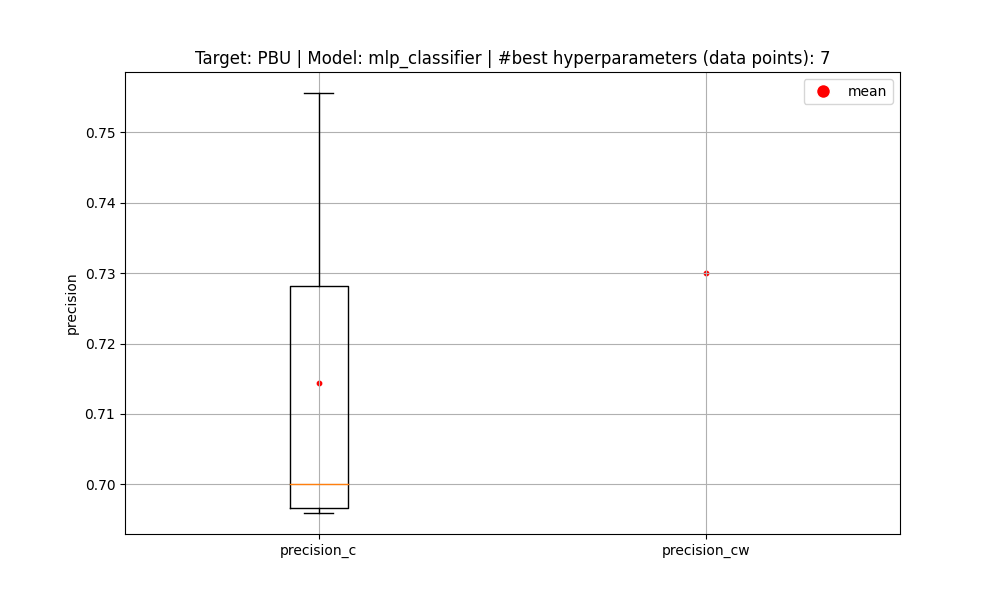 Target: PBU | Model: mlp_classifier | #best hyperparameters (data points): 7
mean
0.75
0.74
0.73
0.72
0.71
0.70
precision
precision_c
precision_cw